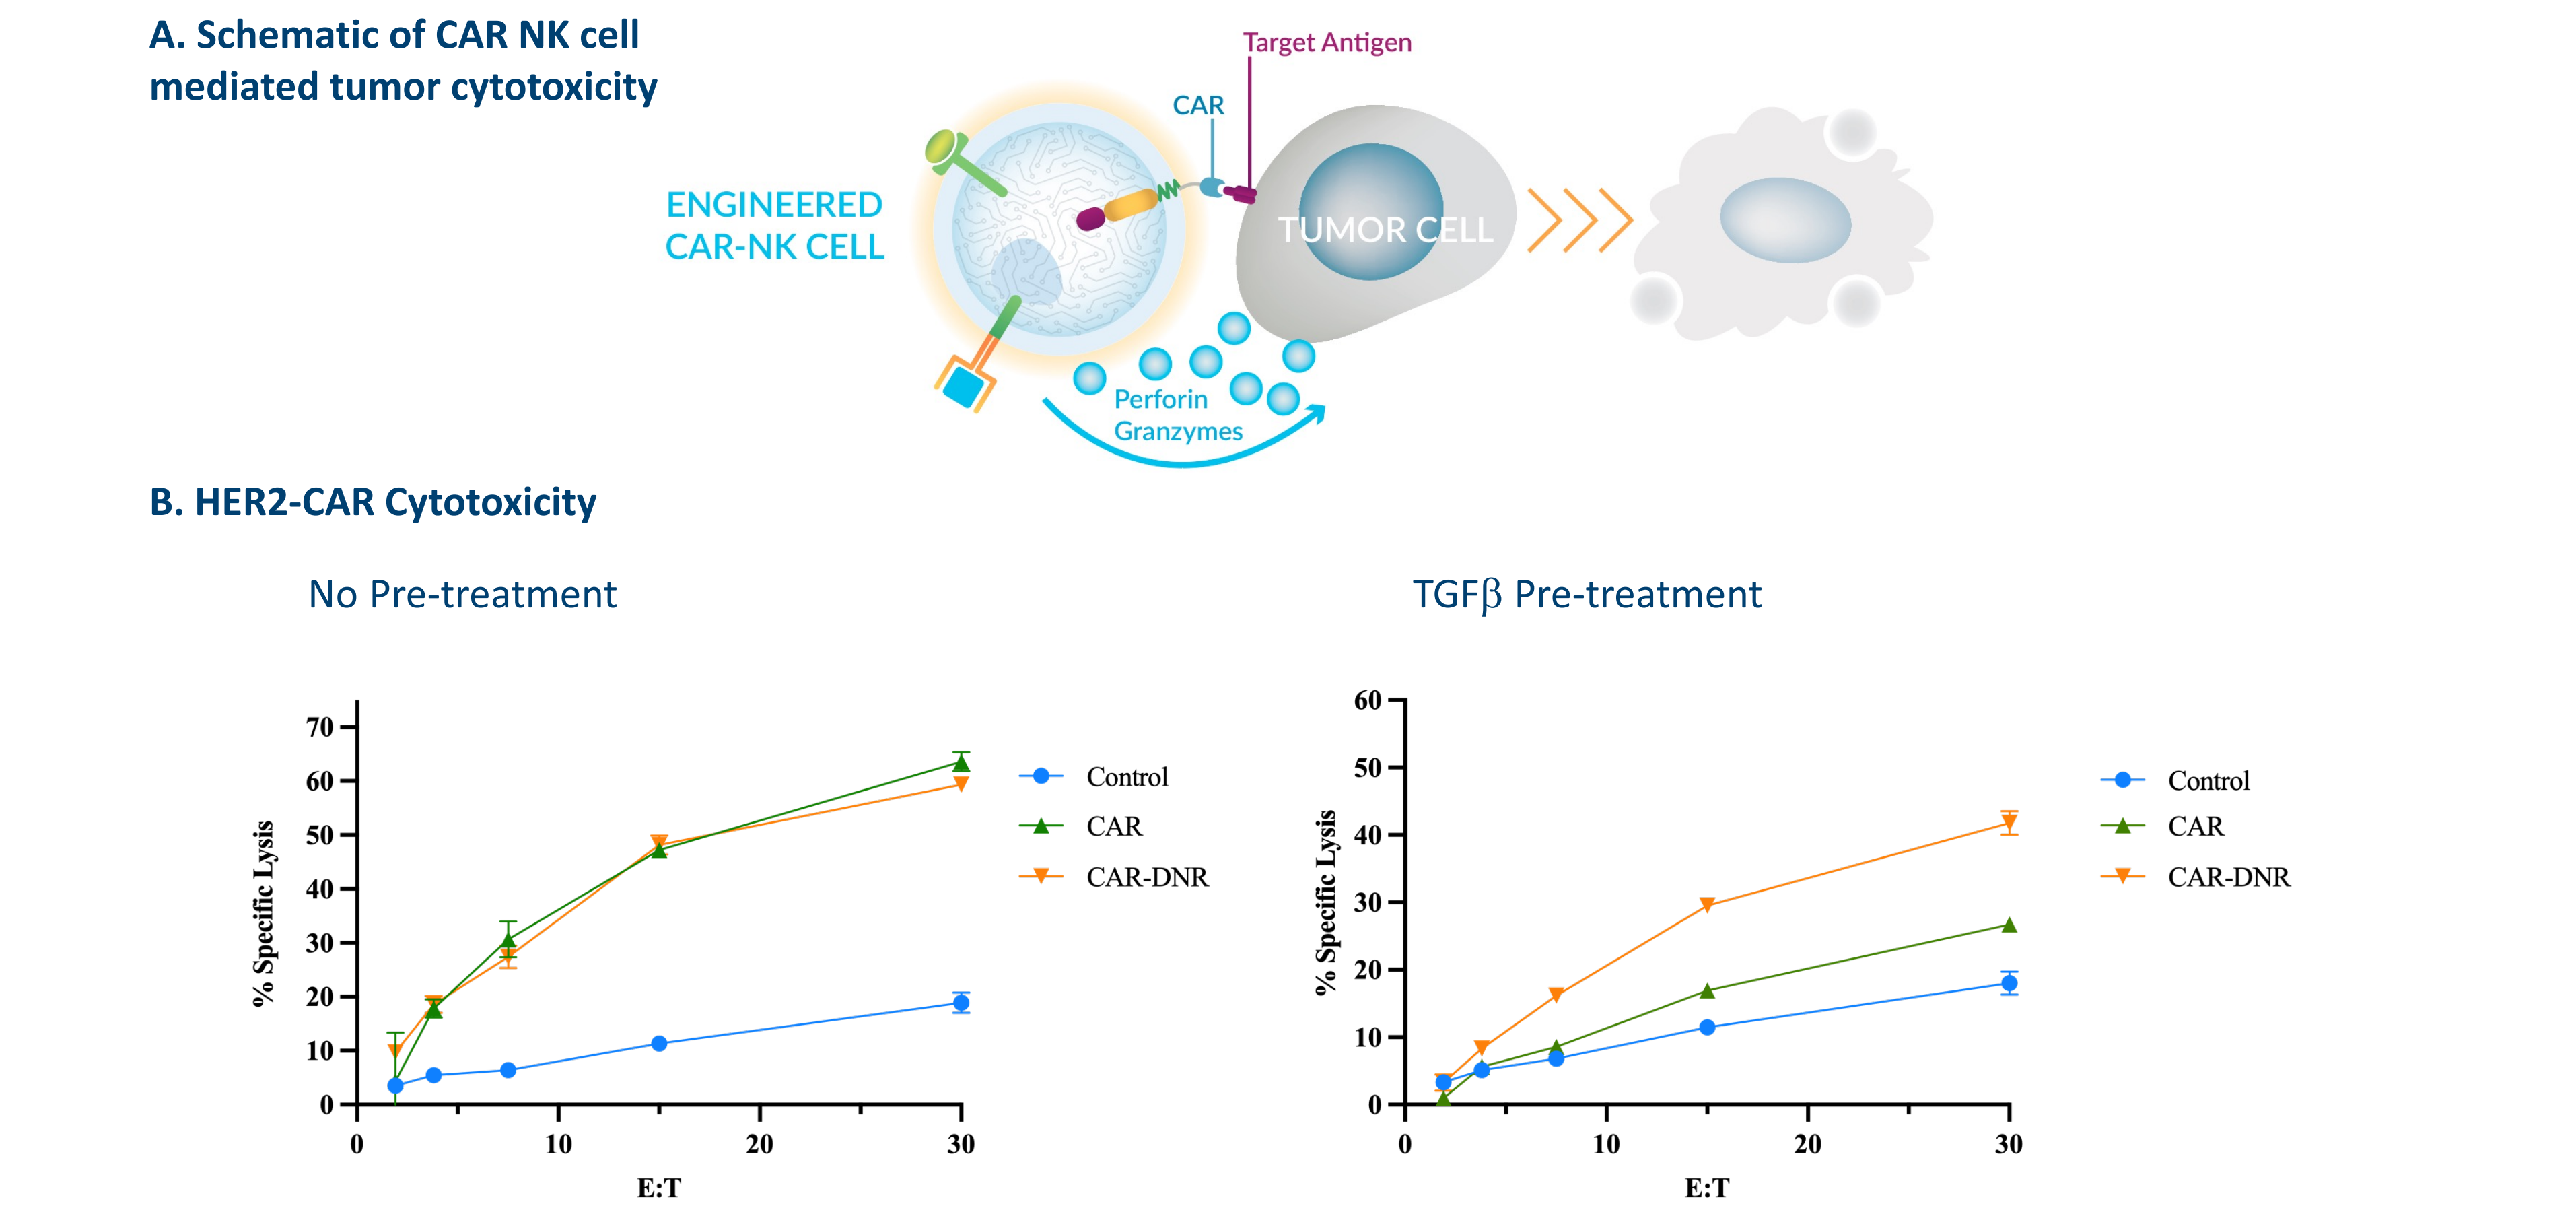 A. Schematic of CAR NK cell
mediated tumor cytotoxicity
Target Antigen
CAR
ENGINEERED
CAR-NK CELL
TUMOR CELL
Perforin
Granzymes
B. HER2-CAR Cytotoxicity
No Pre-treatment
% Specific Lysis
70
60
50
40
30
20
10
0
0 10 20 30
E:T
Control
CAR
CAR-DNR
TGFβ Pre-treatment
% Specific Lysis
60
50
40
30
20
10
0
0 10 20 30
E:T
Control
CAR
CAR-DNR